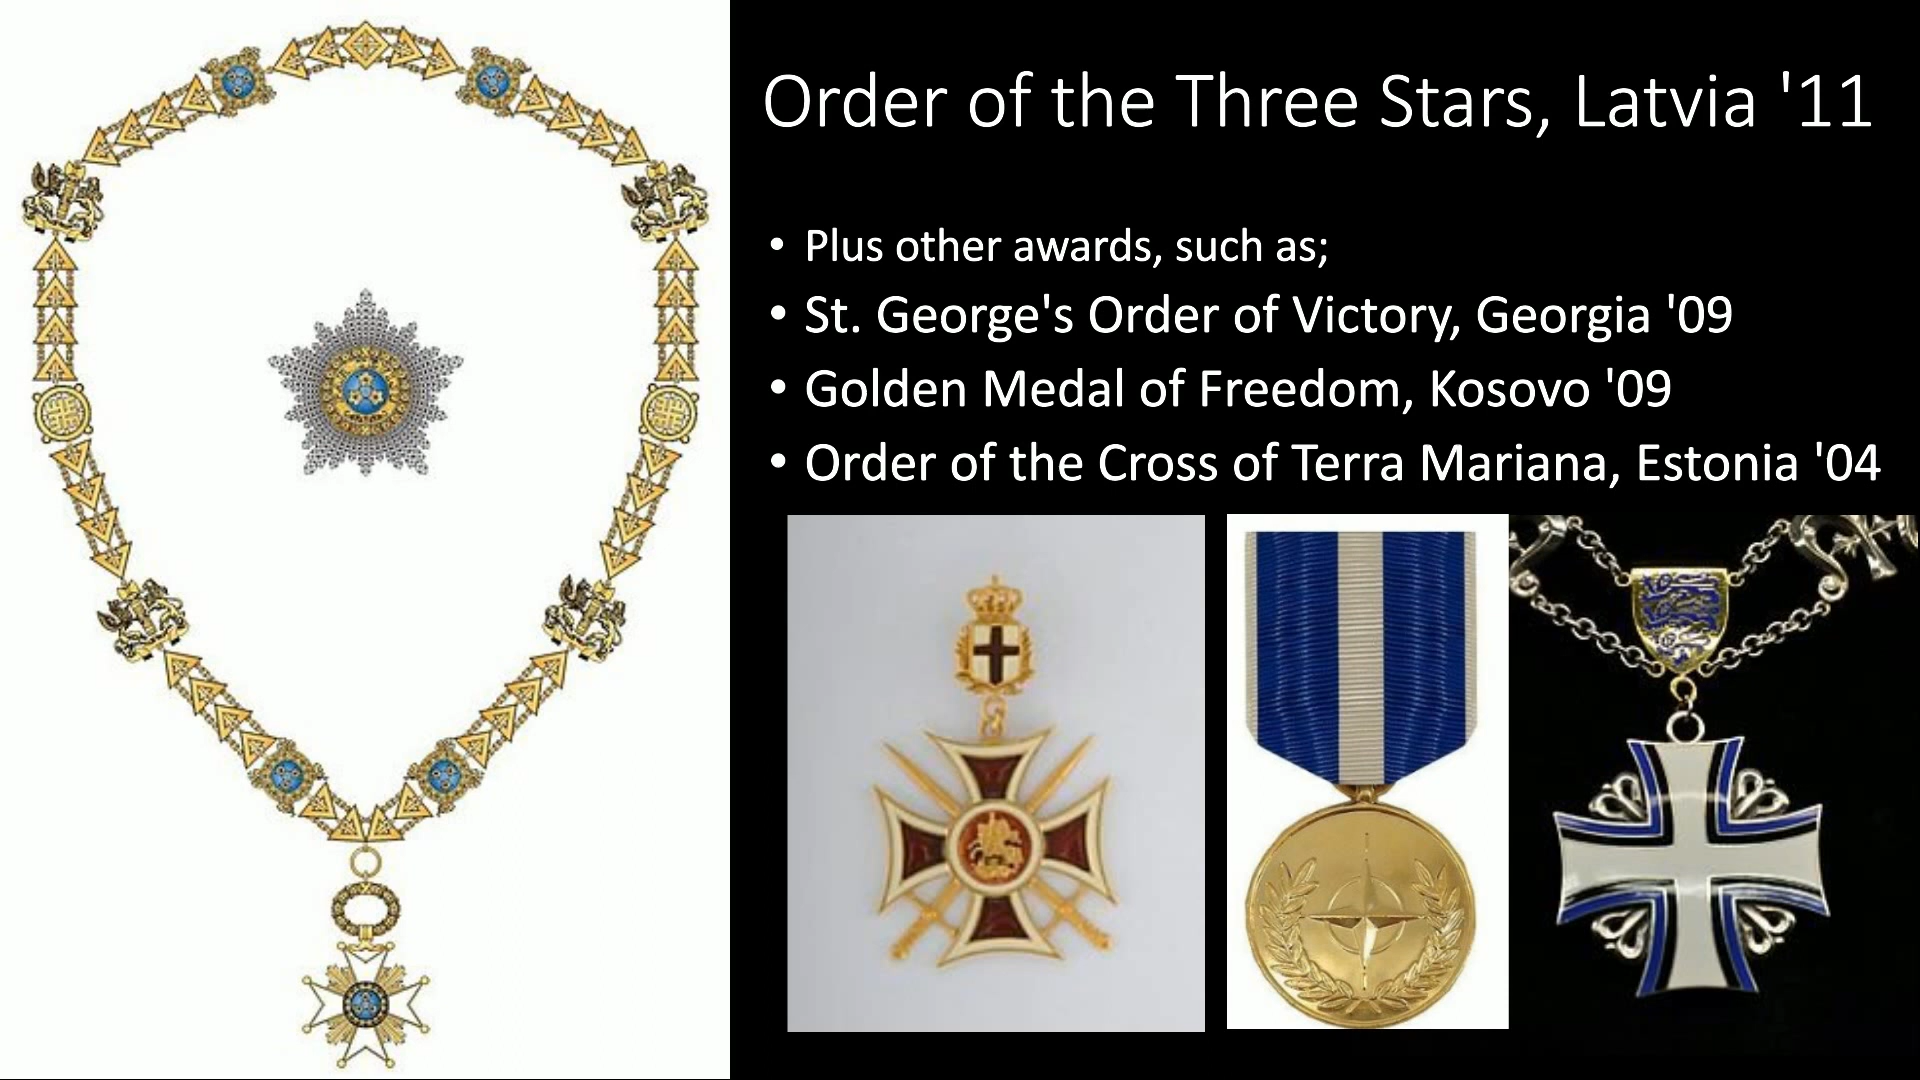 Order of the Three Stars, Latvia '11
• Plus other awards, such as;
• St. George's Order of Victory, Georgia '09
• Golden Medal of Freedom, Kosovo '09
• Order of the Cross of Terra Mariana, Estonia '04